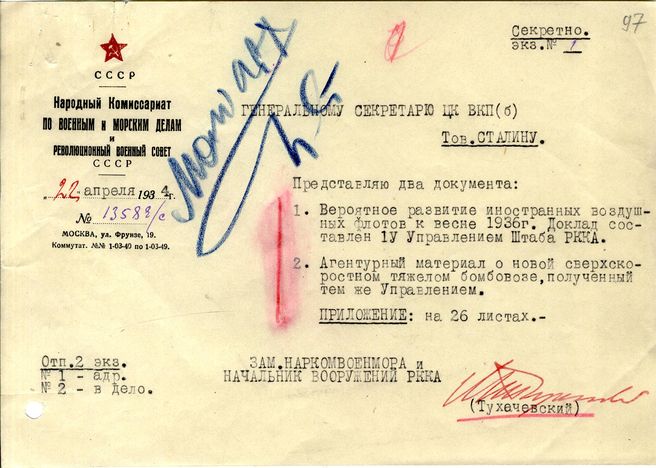 97
Секретно.
экз.№ 1
СССР
Народный Комиссариат
ПО ВОЕННЫМ И МОРСКИМ ДЕЛАМ
и
РЕВОЛЮЦИОННЫЙ ВОЕННЫЙ СОВЕТ
СССР
„22„ апреля 1934г.
№ 13589/с
МОСКВА, ул. Фрунзе, 19.
Коммутат. №№ 1-03-40 по 1-03-49.
ГЕНЕРАЛЬНОМУ СЕКРЕТАРЮ ЦК ВКП(б)
Тов.СТАЛИНУ.
Представляю два документа:
1. Вероятное развитие иностранных воздуш-
ных флотов к весне 1936г. Доклад сос-
тавлен 1У Управлением Штаба РККА.
2. Агентурный материал о новой сверхско-
ростном тяжелом бомбовозе,полученный
тем же Управлением.
ПРИЛОЖЕНИЕ: на 26 листах.-
Отп.2 экз.
№ 1 - адр.
№ 2 - в дело.
ЗАМ.НАРКОМВОЕНМОРА и
НАЧАЛЬНИК ВООРУЖЕНИЙ РККА
(Тухачевский)